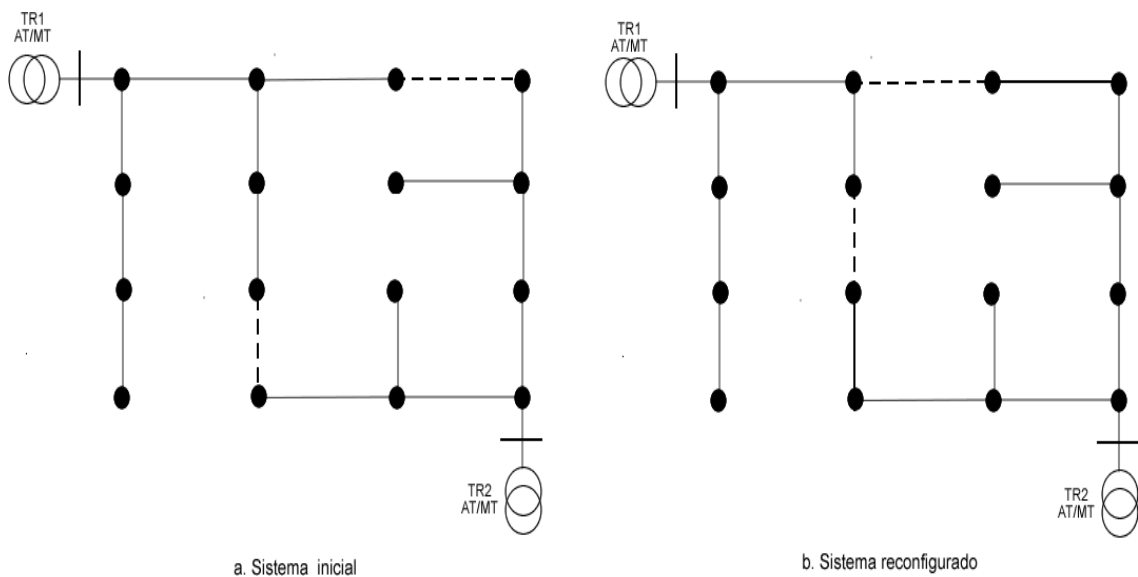 TR1
AT/MT
TR2
AT/MT
a. Sistema inicial
TR1
AT/MT
TR2
AT/MT
b. Sistema reconfigurado